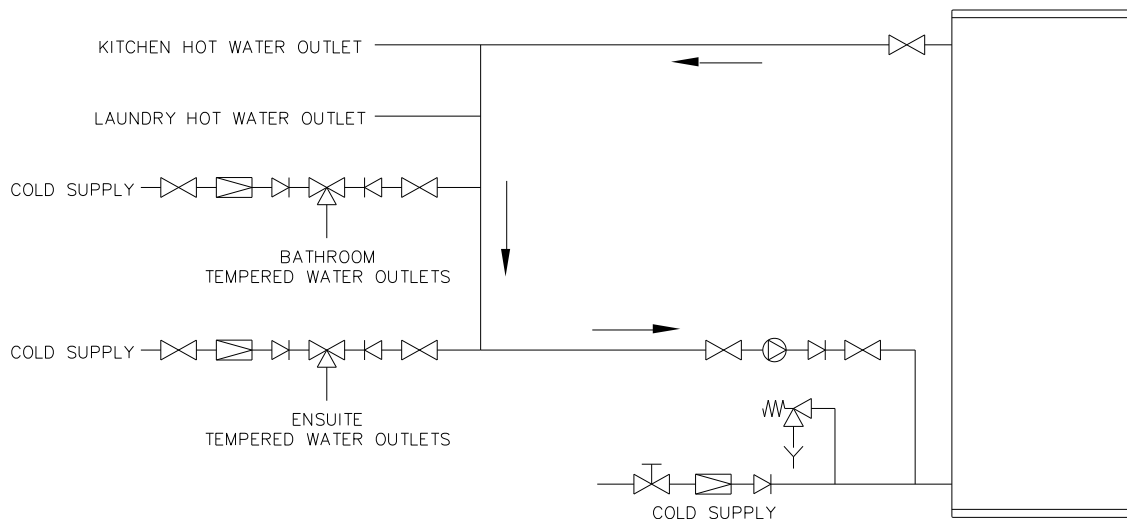 KITCHEN HOT WATER OUTLET
LAUNDRY HOT WATER OUTLET
COLD SUPPLY
BATHROOM
TEMPERED WATER OUTLETS
COLD SUPPLY
ENSUITE
TEMPERED WATER OUTLETS
COLD SUPPLY